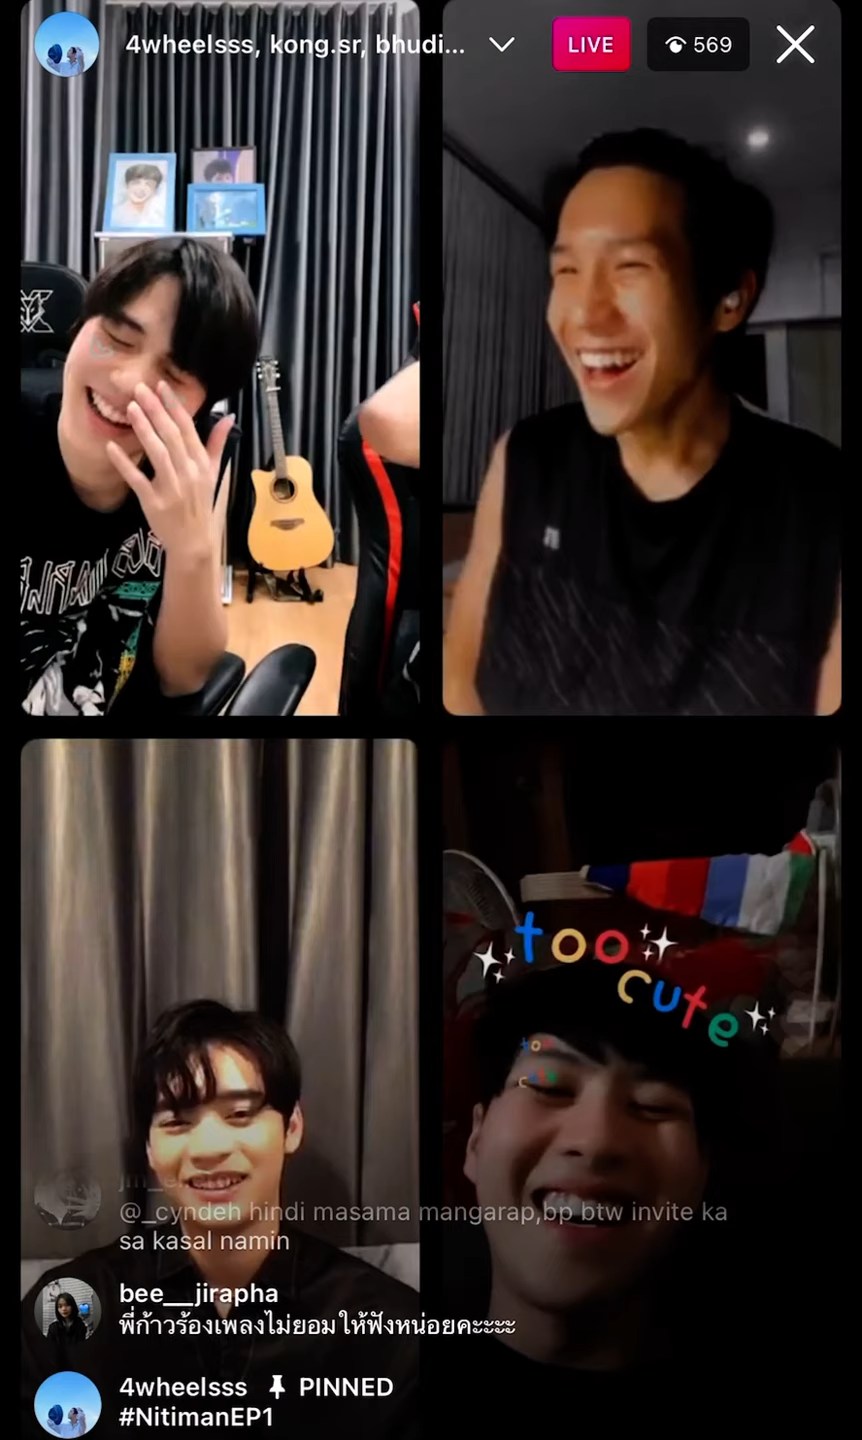 4wheelsss, kong.sr, bhudi...
LIVE
569
too
cute
too
cute
@_cyndeh hindi masama mangarap,bp btw invite ka
sa kasal namin
bee__jirapha
พี่ก้าวร้องเพลงไม่ยอมให้ฟังหน่อยคะะะะ
4wheelsss PINNED
#NitimanEP1